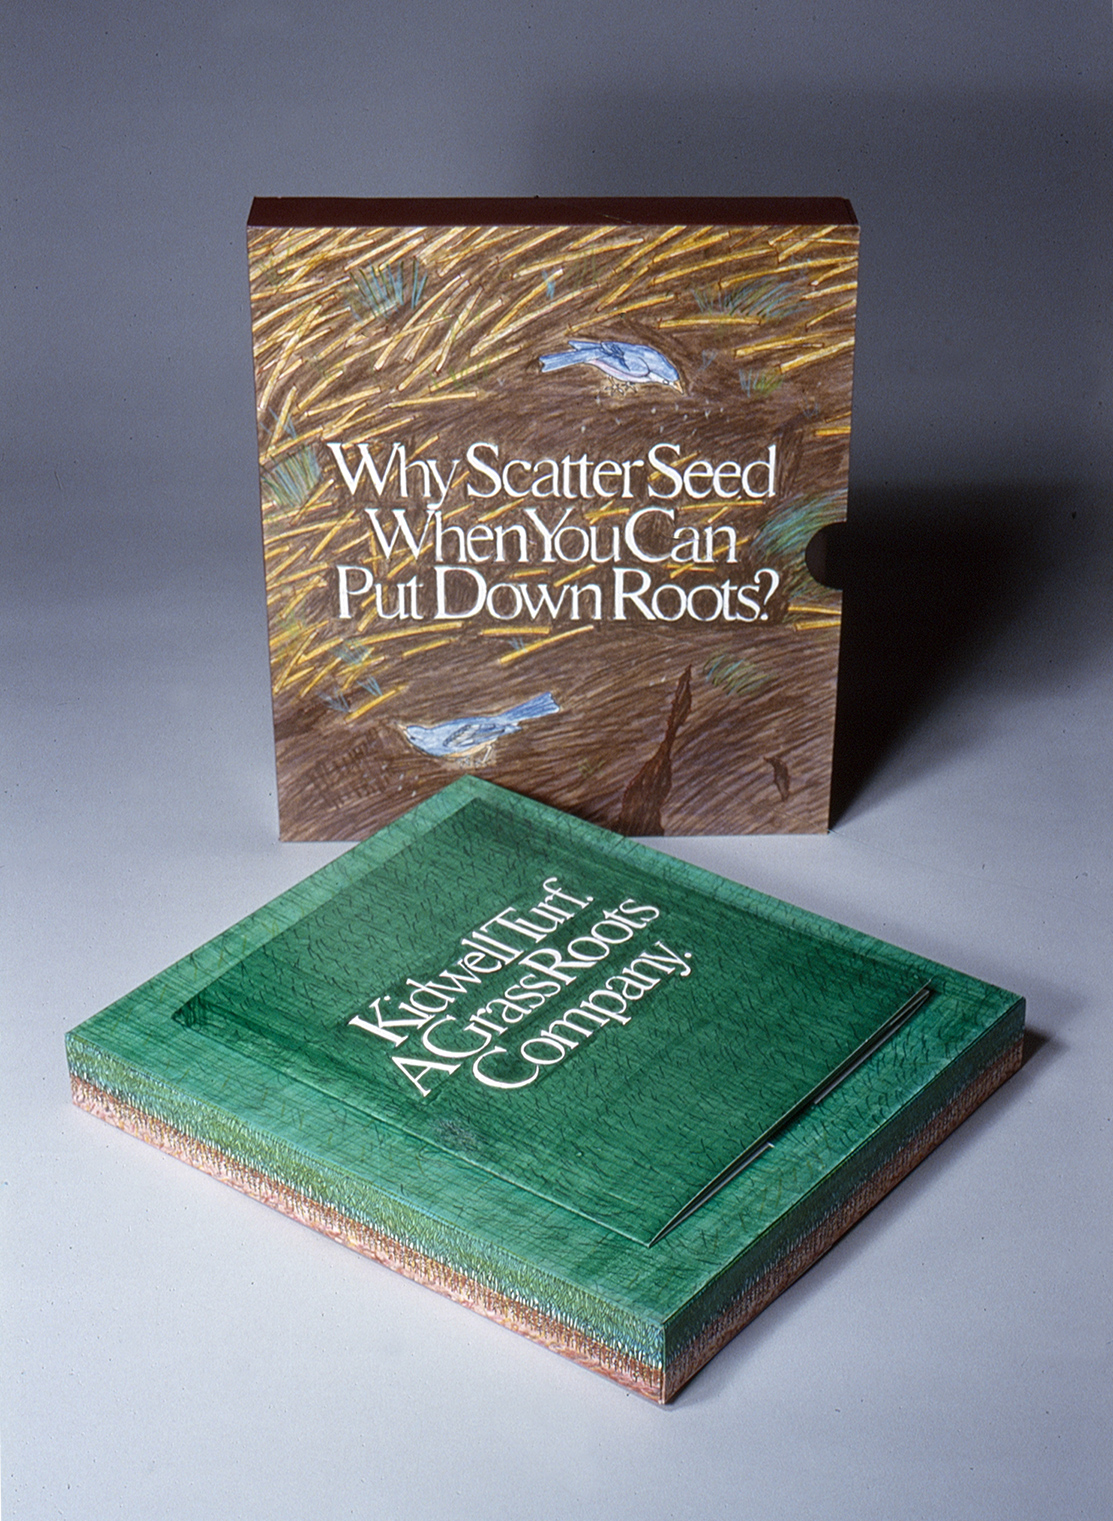 Why Scatter Seed
When You Can
Put Down Roots?
Kidwell Turf.
A Grass Roots
Company.